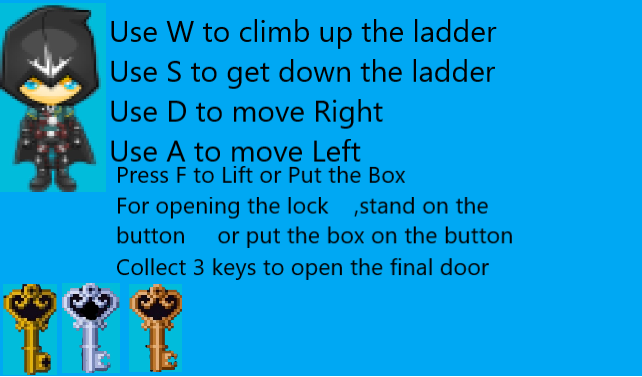 Use W to climb up the ladder
Use S to get down the ladder
Use D to move Right
Use A to move Left
Press F to Lift or Put the Box
For opening the lock ,stand on the
button or put the box on the button
Collect 3 keys to open the final door